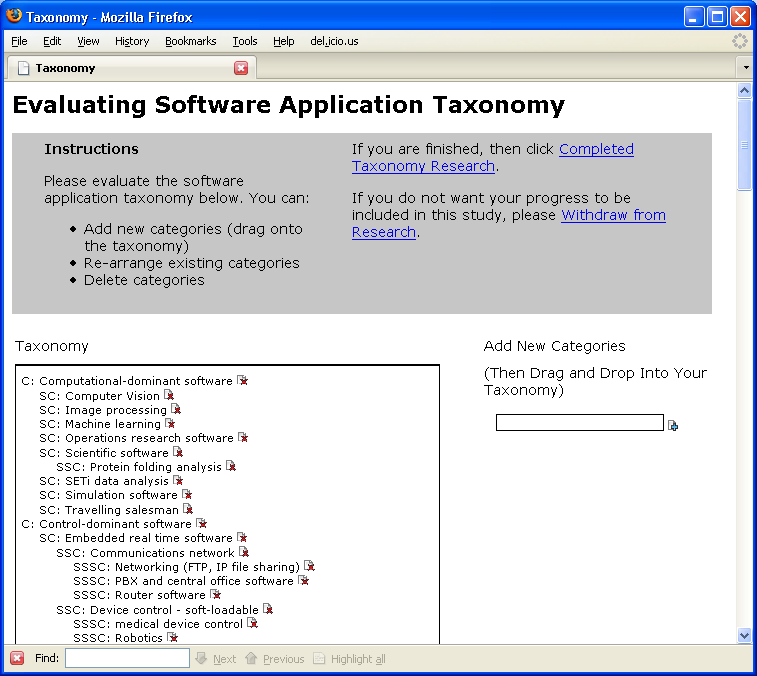 Taxonomy - Mozilla Firefox
File Edit View History Bookmarks Tools Help del.icio.us
Taxonomy
Evaluating Software Application Taxonomy
Instructions
Please evaluate the software
application taxonomy below. You can:
• Add new categories (drag onto
the taxonomy)
• Re-arrange existing categories
• Delete categories
If you are finished, then click Completed
Taxonomy Research.
If you do not want your progress to be
included in this study, please Withdraw from
Research.
Taxonomy
C: Computational-dominant software
SC: Computer Vision
SC: Image processing
SC: Machine learning
SC: Operations research software
SC: Scientific software
SSC: Protein folding analysis
SC: SETi data analysis
SC: Simulation software
SC: Travelling salesman
C: Control-dominant software
SC: Embedded real time software
SSC: Communications network
SSSC: Networking (FTP, IP file sharing)
SSSC: PBX and central office software
SSSC: Router software
SSC: Device control - soft-loadable
SSSC: medical device control
SSSC: Robotics
Add New Categories
(Then Drag and Drop Into Your
Taxonomy)
Find: Next Previous Highlight all